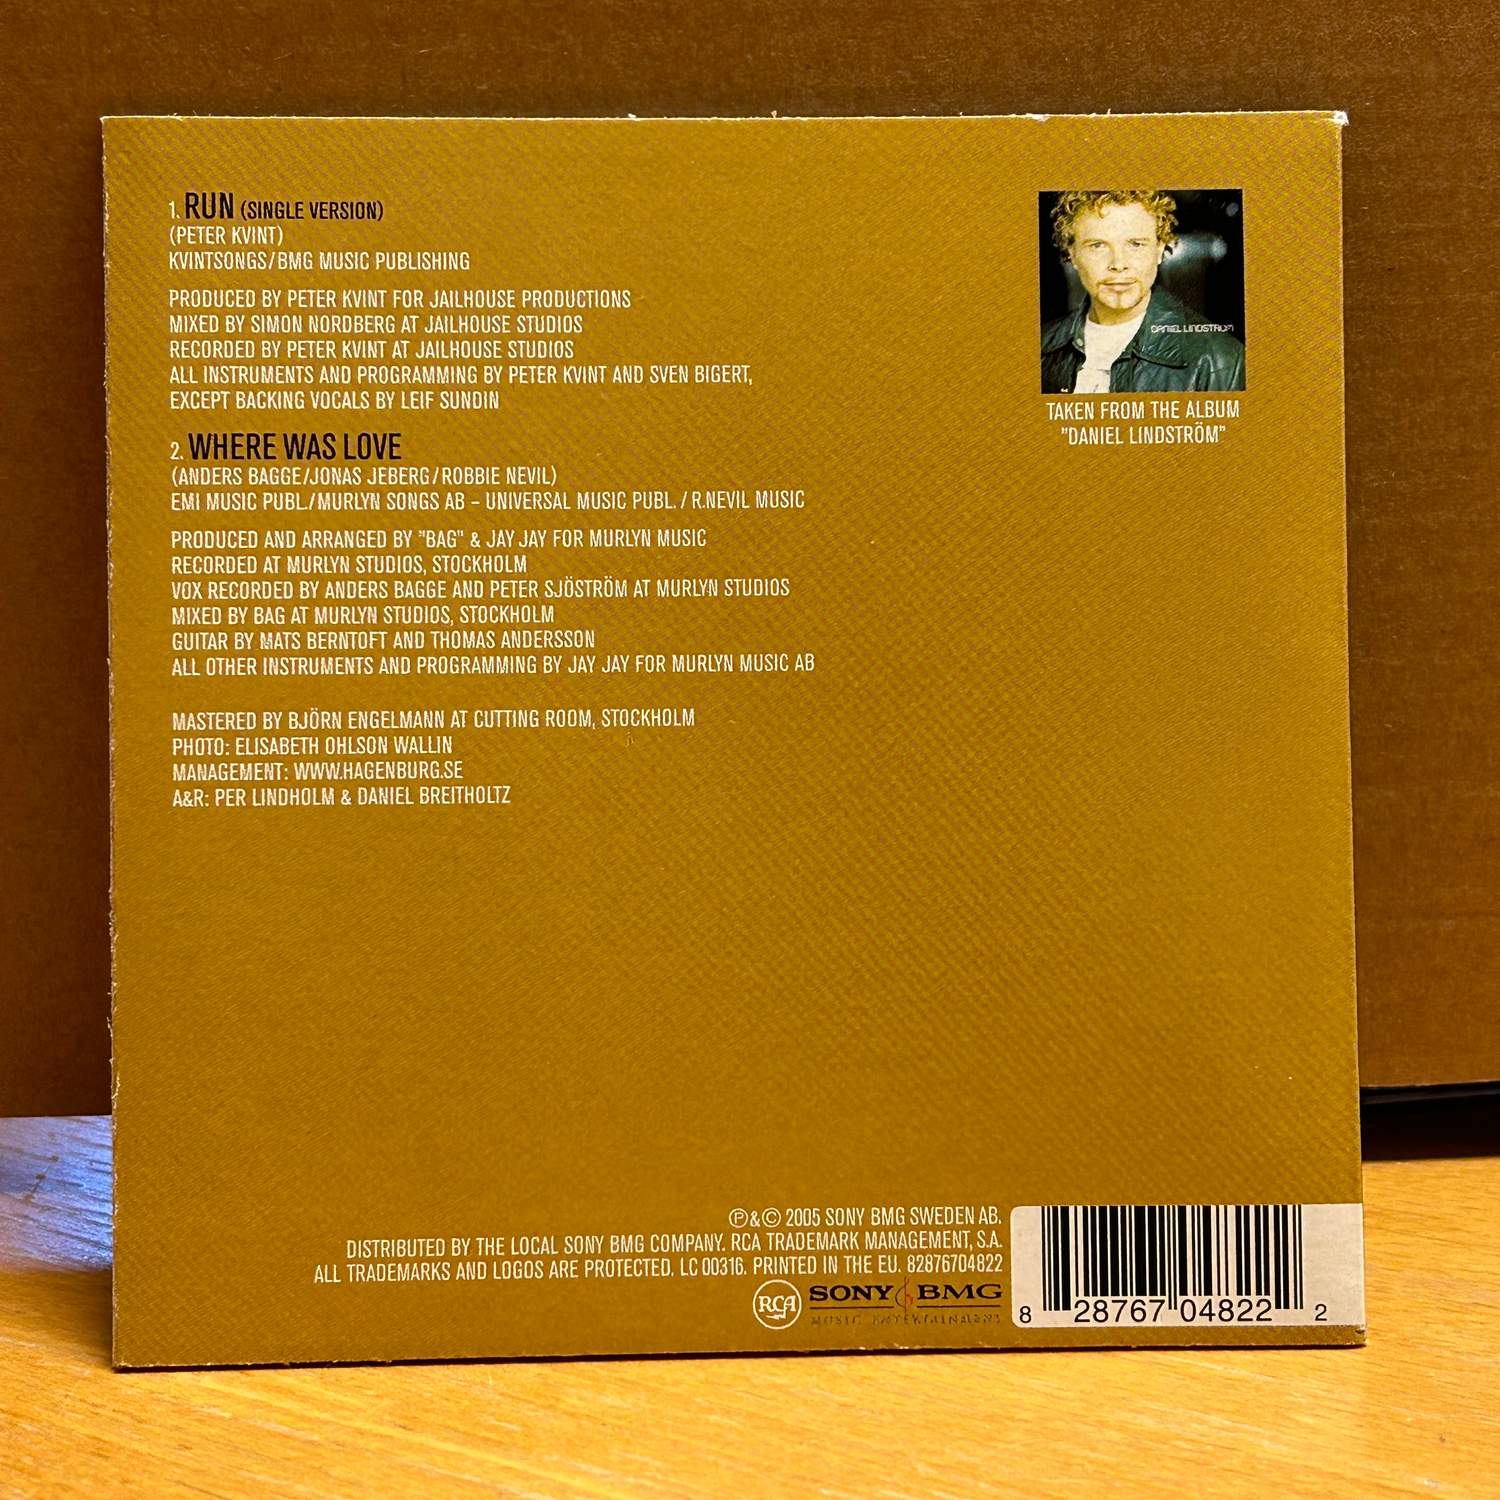 1. RUN (SINGLE VERSION)
(PETER KVINT)
KVINTSONGS/BMG MUSIC PUBLISHING
PRODUCED BY PETER KVINT FOR JAILHOUSE PRODUCTIONS
MIXED BY SIMON NORDBERG AT JAILHOUSE STUDIOS
RECORDED BY PETER KVINT AT JAILHOUSE STUDIOS
ALL INSTRUMENTS AND PROGRAMMING BY PETER KVINT AND SVEN BIGERT,
EXCEPT BACKING VOCALS BY LEIF SUNDIN
2. WHERE WAS LOVE
(ANDERS BAGGE/JONAS JEBERG/ROBBIE NEVIL)
EMI MUSIC PUBL./MURLYN SONGS AB – UNIVERSAL MUSIC PUBL. / R.NEVIL MUSIC
PRODUCED AND ARRANGED BY "BAG" & JAY JAY FOR MURLYN MUSIC
RECORDED AT MURLYN STUDIOS, STOCKHOLM
VOX RECORDED BY ANDERS BAGGE AND PETER SJÖSTRÖM AT MURLYN STUDIOS
MIXED BY BAG AT MURLYN STUDIOS, STOCKHOLM
GUITAR BY MATS BERNTOFT AND THOMAS ANDERSSON
ALL OTHER INSTRUMENTS AND PROGRAMMING BY JAY JAY FOR MURLYN MUSIC AB
MASTERED BY BJÖRN ENGELMANN AT CUTTING ROOM, STOCKHOLM
PHOTO: ELISABETH OHLSON WALLIN
MANAGEMENT: WWW.HAGENBURG.SE
A&R: PER LINDHOLM & DANIEL BREITHOLTZ
DANIEL LINDSTRÖM
TAKEN FROM THE ALBUM
"DANIEL LINDSTRÖM"
℗&© 2005 SONY BMG SWEDEN AB.
DISTRIBUTED BY THE LOCAL SONY BMG COMPANY. RCA TRADEMARK MANAGEMENT, S.A.
ALL TRADEMARKS AND LOGOS ARE PROTECTED. LC 00316. PRINTED IN THE EU. 82876704822
RCA SONY BMG
MUSIC ENTERTAINMENT
8 28767 04822 2